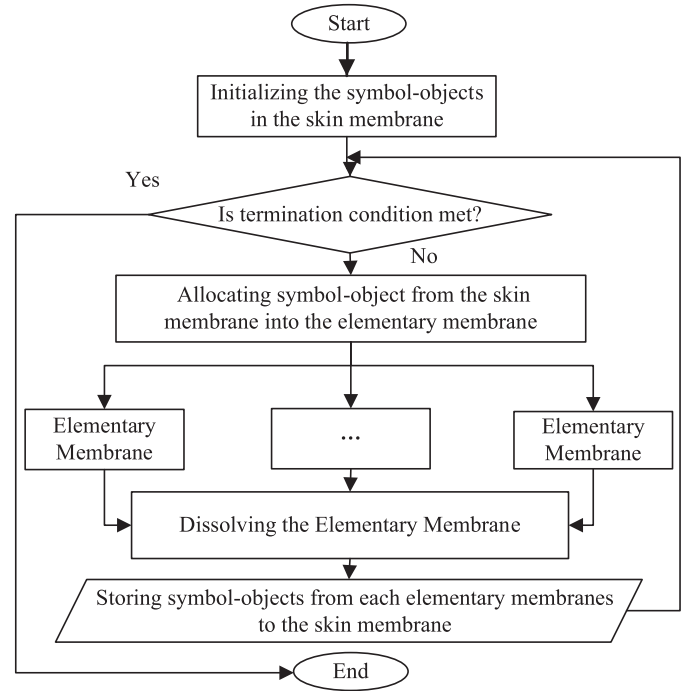 Start
Initializing the symbol-objects
in the skin membrane
Yes
Is termination condition met?
No
Allocating symbol-object from the skin
membrane into the elementary membrane
Elementary
Membrane
...
Elementary
Membrane
Dissolving the Elementary Membrane
Storing symbol-objects from each elementary membranes
to the skin membrane
End